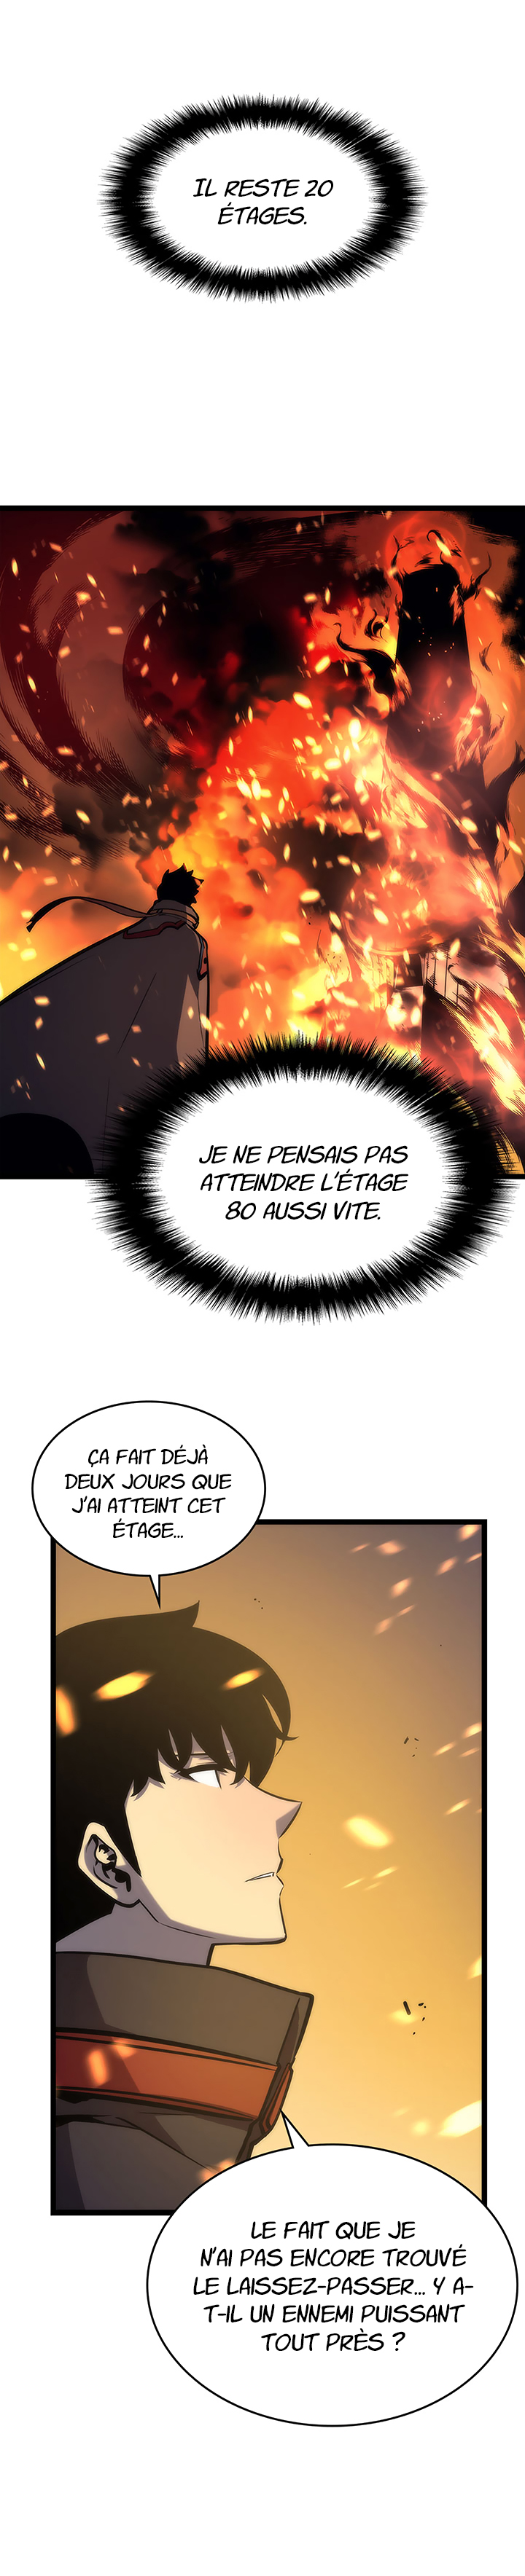 IL RESTE 20
ÉTAGES.
JE NE PENSAIS PAS
ATTEINDRE L'ÉTAGE
80 AUSSI VITE.
ÇA FAIT DÉJÀ
DEUX JOURS QUE
J'AI ATTEINT CET
ÉTAGE...
LE FAIT QUE JE
N'AI PAS ENCORE TROUVÉ
LE LAISSEZ-PASSER... Y A-
T-IL UN ENNEMI PUISSANT
TOUT PRÈS ?